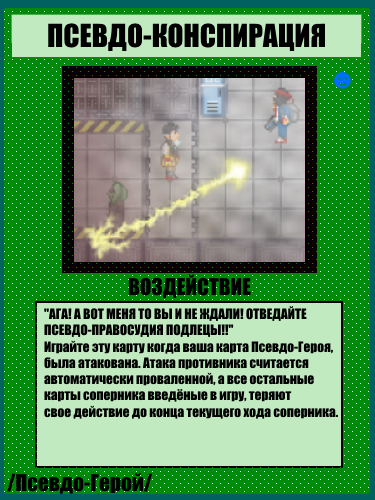 ПСЕВДО-КОНСПИРАЦИЯ
ВОЗДЕЙСТВИЕ
"АГА! А ВОТ МЕНЯ ТО ВЫ И НЕ ЖДАЛИ! ОТВЕДАЙТЕ
ПСЕВДО-ПРАВОСУДИЯ ПОДЛЕЦЫ!!"
Играйте эту карту когда ваша карта Псевдо-Героя,
была атакована. Атака противника считается
автоматически проваленной, а все остальные
карты соперника введёные в игру, теряют
свое действие до конца текущего хода соперника.
/Псевдо-Герой/